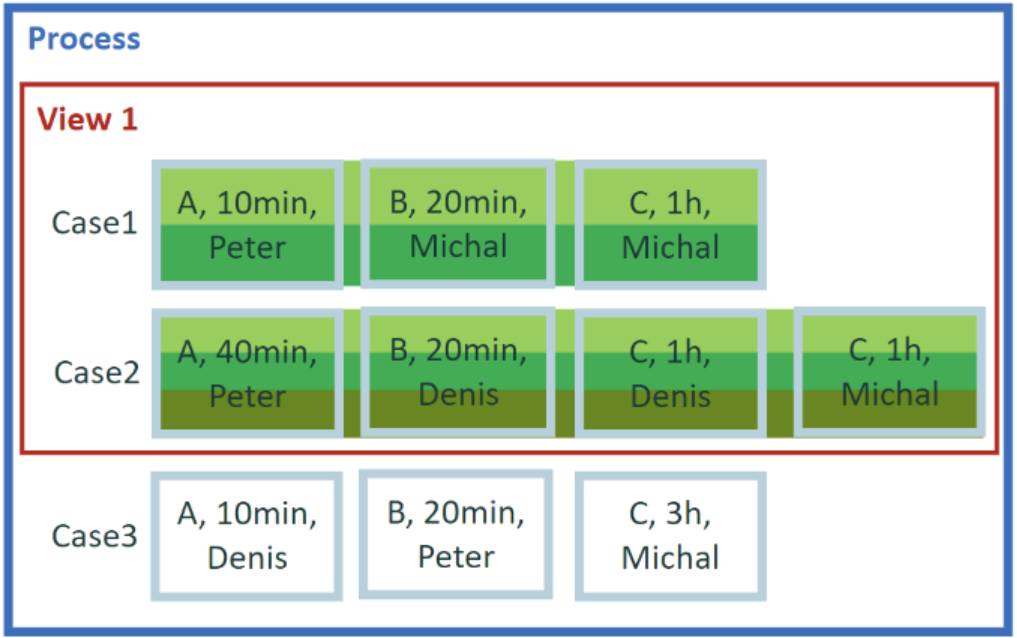 Process
View 1
Case1
A, 10min,
Peter
B, 20min,
Michal
C, 1h,
Michal
Case2
A, 40min,
Peter
B, 20min,
Denis
C, 1h,
Denis
C, 1h,
Michal
Case3
A, 10min,
Denis
B, 20min,
Peter
C, 3h,
Michal